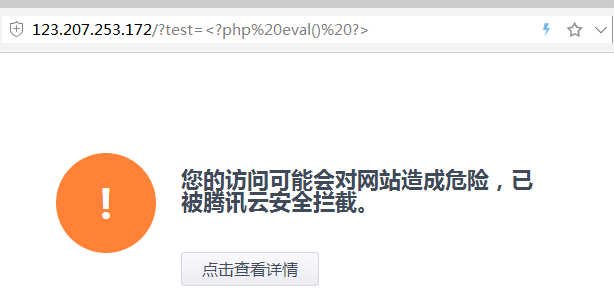 123.207.253.172/?test=<?php%20eval()%20?>
!
您的访问可能会对网站造成危险，已
被腾讯云安全拦截。
点击查看详情